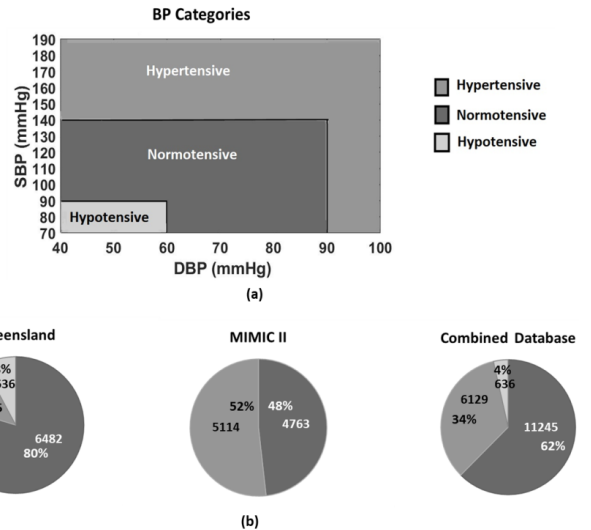 BP Categories
190
180
170
160
150
140
130
120
110
100
90
80
70
SBP (mmHg)
Hypertensive
Normotensive
Hypotensive
40 50 60 70 80 90 100
DBP (mmHg)
Hypertensive
Normotensive
Hypotensive
(a)
eensland
%
636
6482
80%
MIMIC II
52% 48%
5114 4763
Combined Database
4%
636
6129
34%
11245
62%
(b)